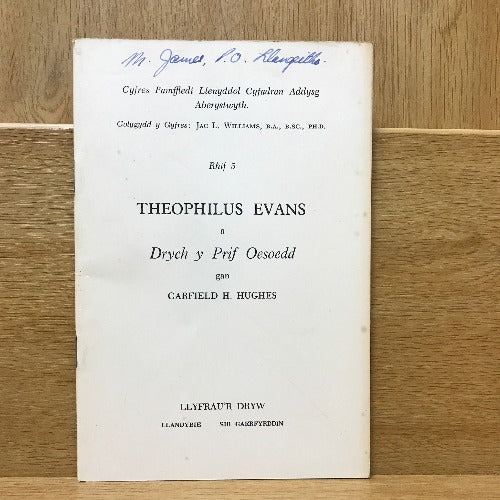 M. James, P.O. Llangeitho.
Cyfres Pamffledi Llenyddol Cyfadran Addysg
Aberystwyth.
Golygydd y Gyfres: JAC L. WILLIAMS, B.A., B.SC., PH.D.
Rhif 5
THEOPHILUS EVANS
a
Drych y Prif Oesoedd
gan
GARFIELD H. HUGHES
LLYFRAU'R DRYW
LLANDYBIE SIR GAERFYRDDIN